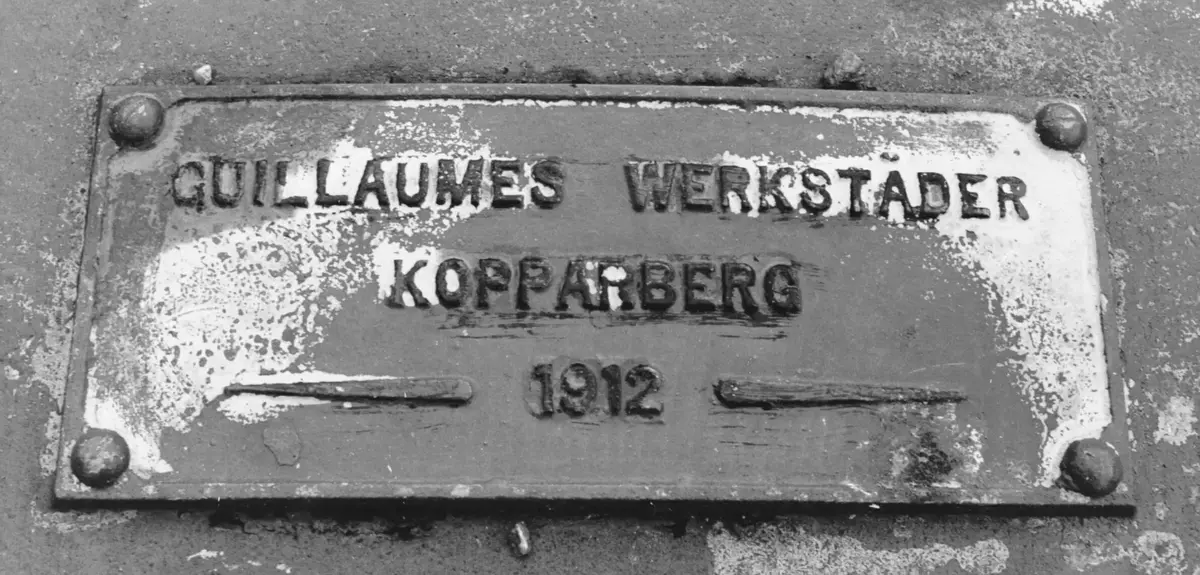 GUILLAUMES WERKSTÄDER
KOPPARBERG
1912